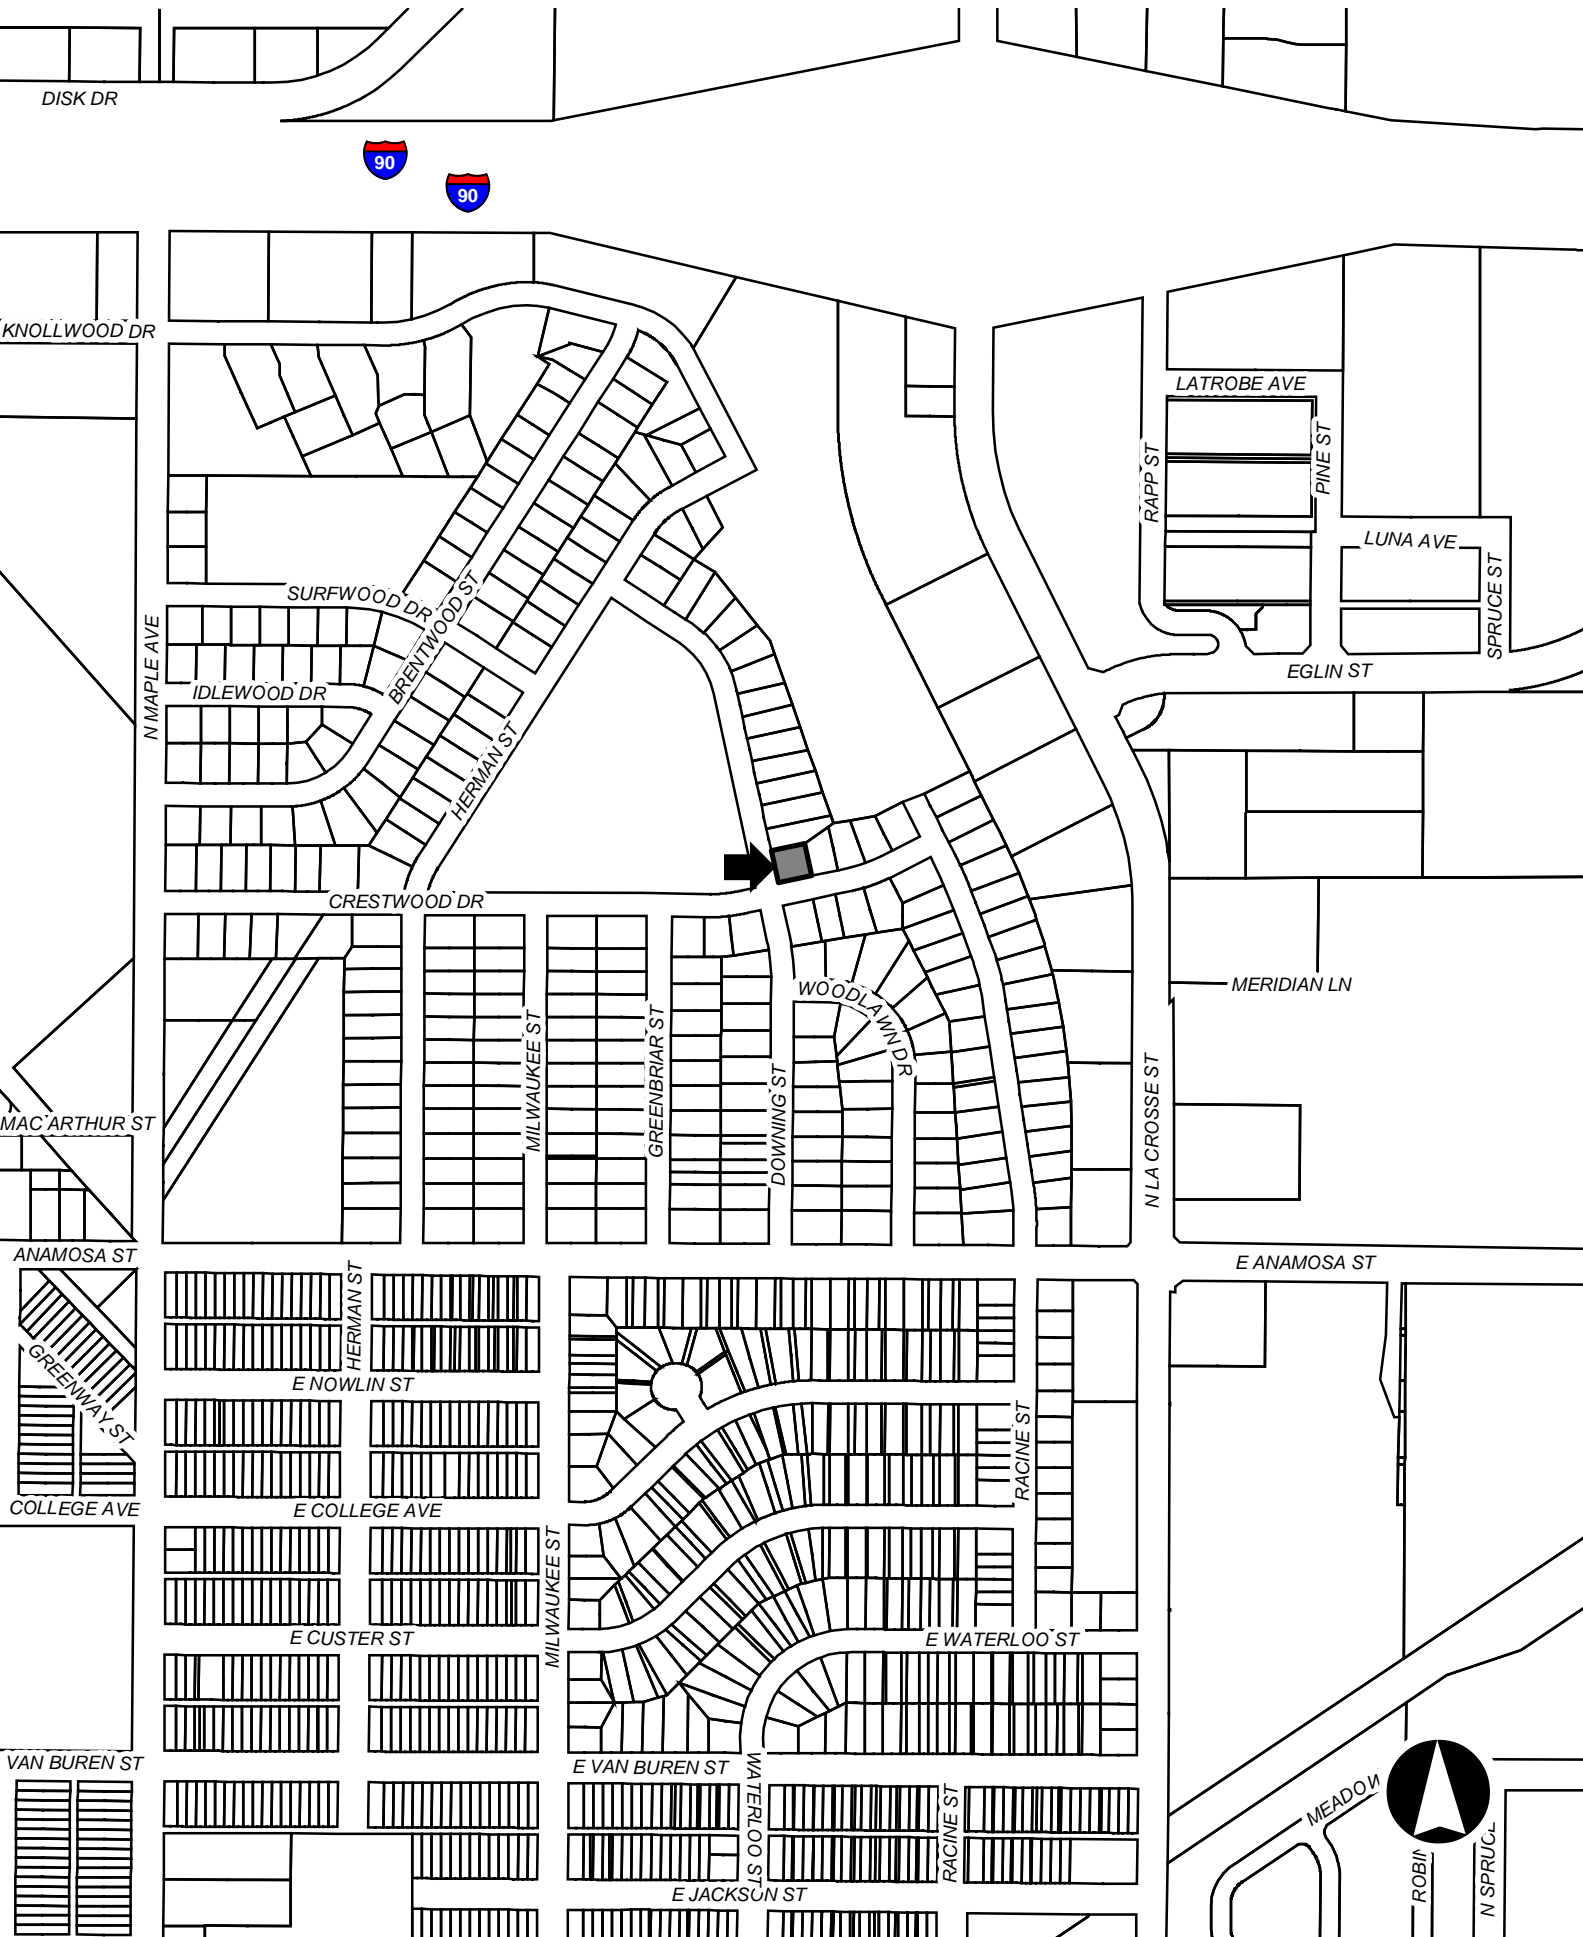 DISK DR
90
90
KNOLLWOOD DR
LATROBE AVE
RAPP ST
PINE ST
LUNA AVE
SPRUCE ST
SURFWOOD DR
BRENTWOOD ST
N MAPLE AVE
IDLEWOOD DR
EGLIN ST
HERMAN ST
CRESTWOOD DR
WOODLAWN DR
MERIDIAN LN
MILWAUKEE ST
GREENBRIAR ST
DOWNING ST
N LA CROSSE ST
MAC ARTHUR ST
ANAMOSA ST
E ANAMOSA ST
HERMAN ST
GREENWAY ST
E NOWLIN ST
RACINE ST
COLLEGE AVE
E COLLEGE AVE
MILWAUKEE ST
E CUSTER ST
E WATERLOO ST
VAN BUREN ST
E VAN BUREN ST
WATERLOO ST
RACINE ST
MEADOW
ROBIN
N SPRUCE
E JACKSON ST